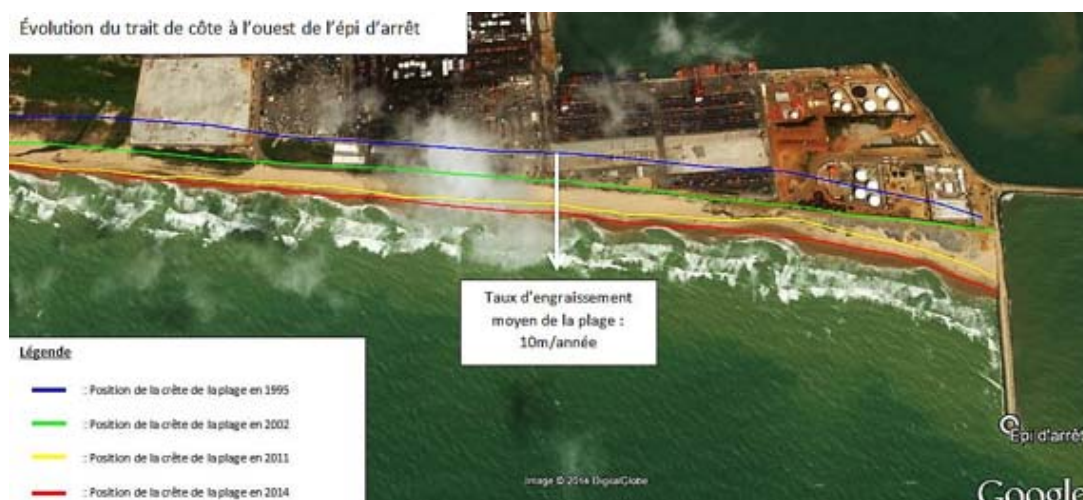 Évolution du trait de côte à l'ouest de l'épi d'arrêt
Taux d'engraissement
moyen de la plage :
10m/année
Légende
: Position de la crête de la plage en 1995
: Position de la crête de la plage en 2002
: Position de la crête de la plage en 2011
: Position de la crête de la plage en 2014
Epi d'arrêt
Image © 2014 DigitalGlobe
Google